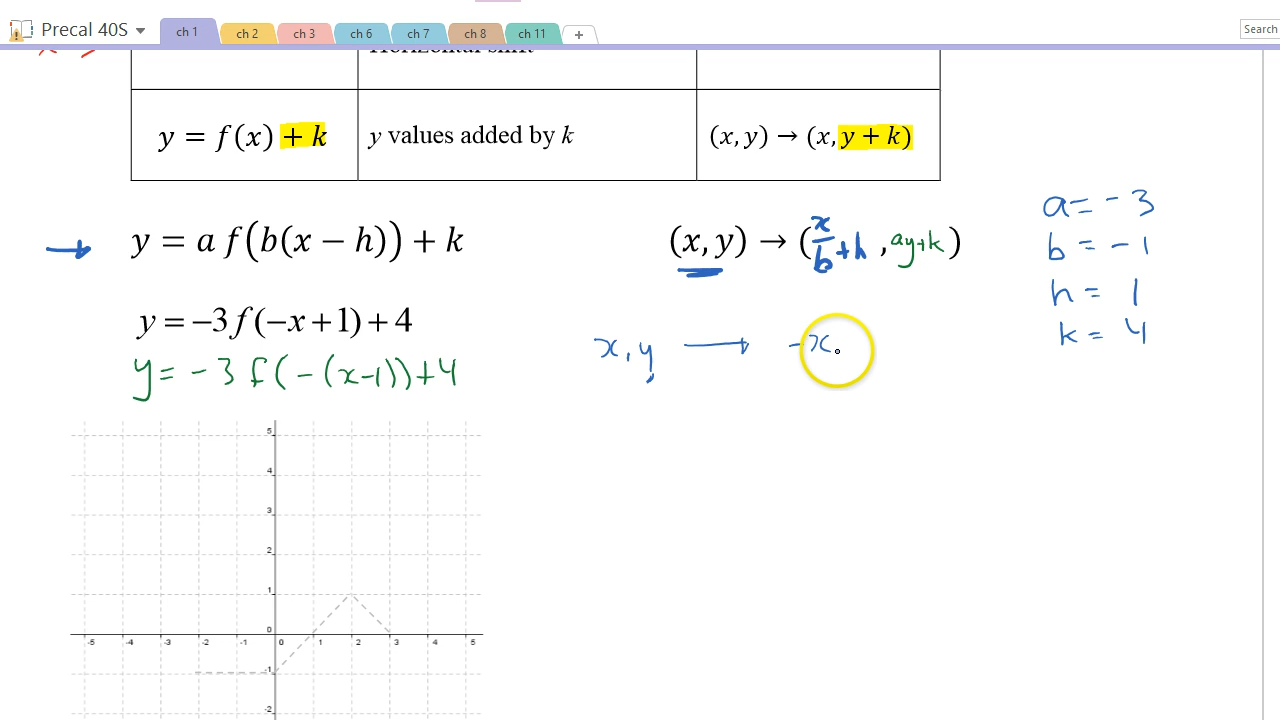 Precal 40S ch 1 ch 2 ch 3 ch 6 ch 7 ch 8 ch 11 +
Search
Horizontal shift
y = f(x) + k y values added by k (x, y) → (x, y + k)
y = a f(b(x − h)) + k (x, y) → (x/b + h , ay+k)
a = -3
b = -1
h = 1
k = 4
y = −3f(−x + 1) + 4
x, y → -x
y = -3 f(-(x-1))+4
5
4
3
2
1
0
-5 -4 -3 -2 -1 0 1 2 3 4 5
-1
-2